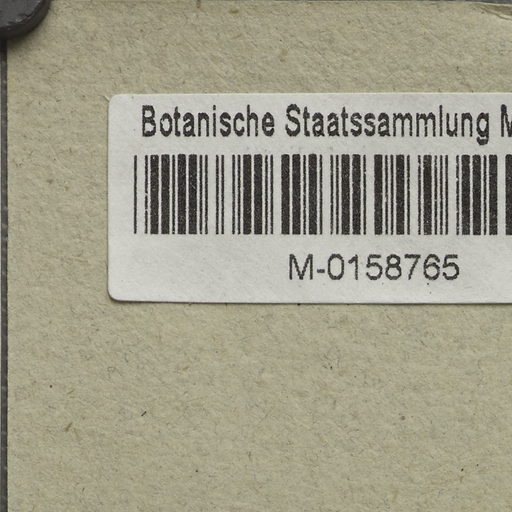 Botanische Staatssammlung M
M-0158765